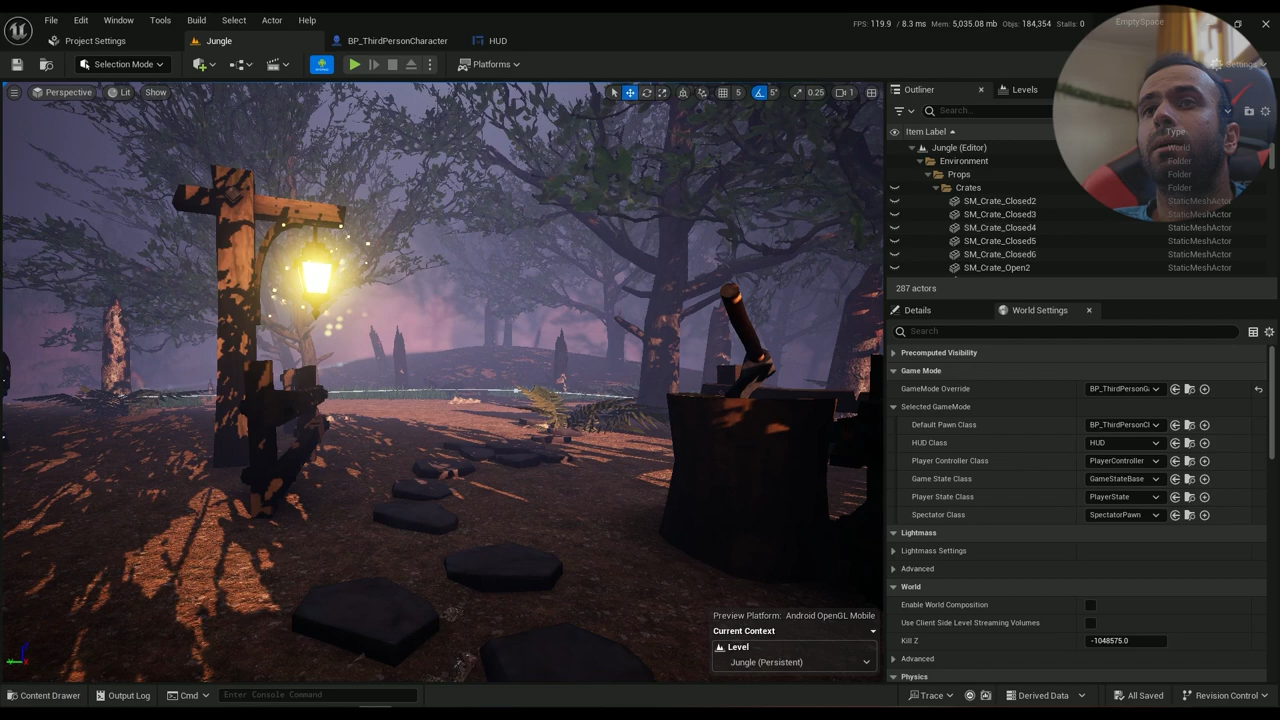 File Edit Window Tools Build Select Actor Help
FPS: 119.9 / 8.3 ms Mem: 5,035.08 mb Objs: 184,354 Stalls: 0
EmptySpace
Project Settings
Jungle
BP_ThirdPersonCharacter
HUD
Selection Mode
Platforms
Settings
Perspective Lit Show
5 5° 0.25 1
Outliner
Levels
Search...
Item Label
Type
Jungle (Editor) World
Environment Folder
Props Folder
Crates Folder
SM_Crate_Closed2 StaticMeshActor
SM_Crate_Closed3 StaticMeshActor
SM_Crate_Closed4 StaticMeshActor
SM_Crate_Closed5 StaticMeshActor
SM_Crate_Closed6 StaticMeshActor
SM_Crate_Open2 StaticMeshActor
287 actors
Details
World Settings
Search
Precomputed Visibility
Game Mode
GameMode Override BP_ThirdPersonG
Selected GameMode
Default Pawn Class BP_ThirdPersonCl
HUD Class HUD
Player Controller Class PlayerController
Game State Class GameStateBase
Player State Class PlayerState
Spectator Class SpectatorPawn
Lightmass
Lightmass Settings
Advanced
World
Enable World Composition
Use Client Side Level Streaming Volumes
Kill Z -1048575.0
Advanced
Physics
Preview Platform: Android OpenGL Mobile
Current Context
Level
Jungle (Persistent)
Content Drawer
Output Log
Cmd
Enter Console Command
Trace
Derived Data
All Saved
Revision Control